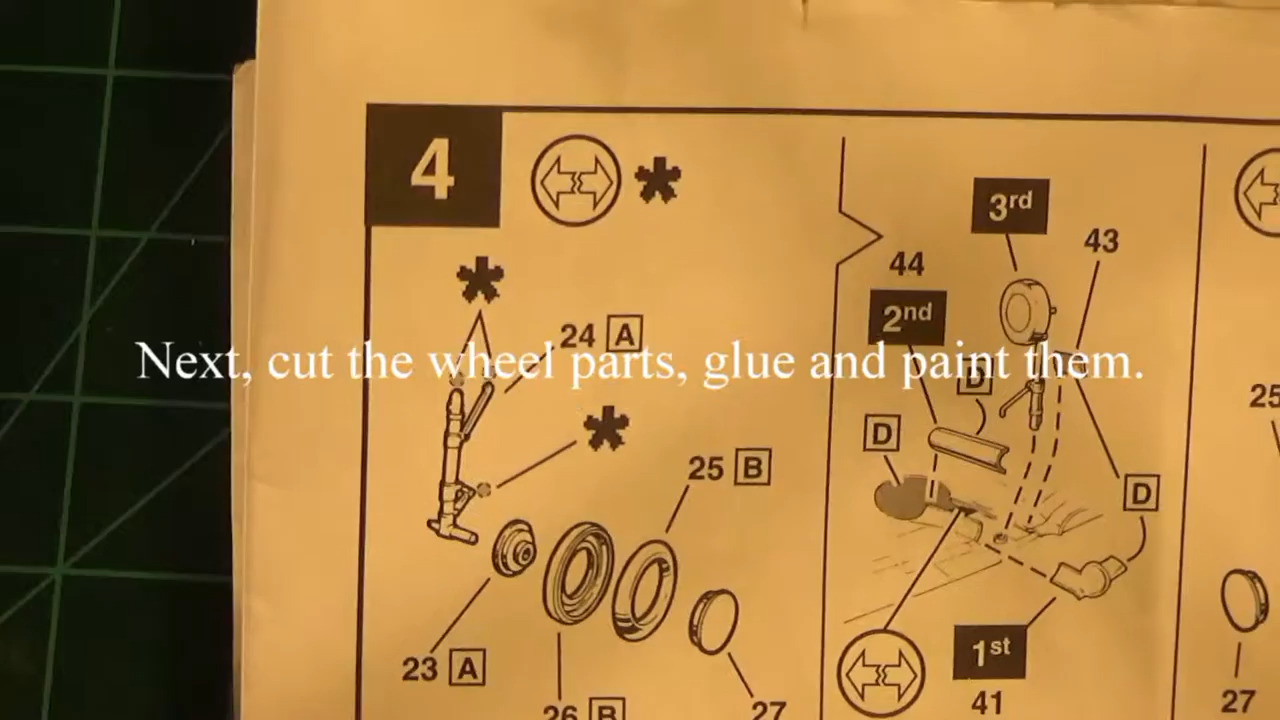 4
3rd
43
44
2nd
24 A
Next, cut the wheel parts, glue and paint them.
D
D
25
25 B
D
23 A
1st
26 B
27
41
27